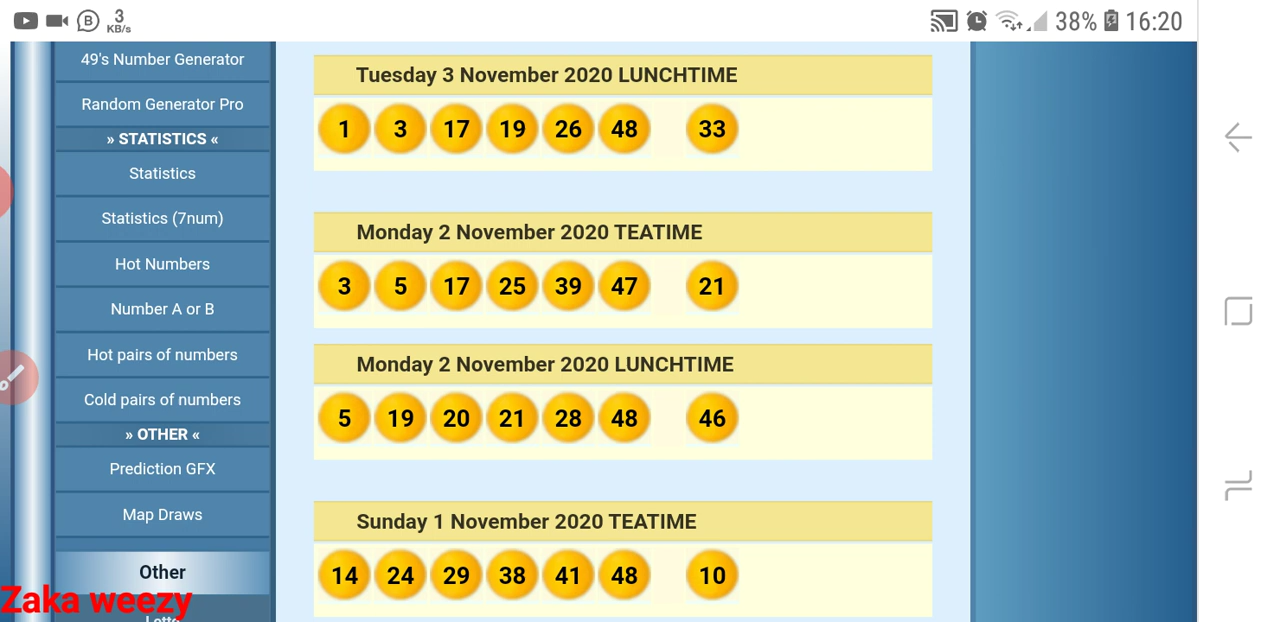 3
KB/s
38% 16:20
49's Number Generator
Random Generator Pro
» STATISTICS «
Statistics
Statistics (7num)
Hot Numbers
Number A or B
Hot pairs of numbers
Cold pairs of numbers
» OTHER «
Prediction GFX
Map Draws
Other
Zaka weezy
Tuesday 3 November 2020 LUNCHTIME
1 3 17 19 26 48 33
Monday 2 November 2020 TEATIME
3 5 17 25 39 47 21
Monday 2 November 2020 LUNCHTIME
5 19 20 21 28 48 46
Sunday 1 November 2020 TEATIME
14 24 29 38 41 48 10